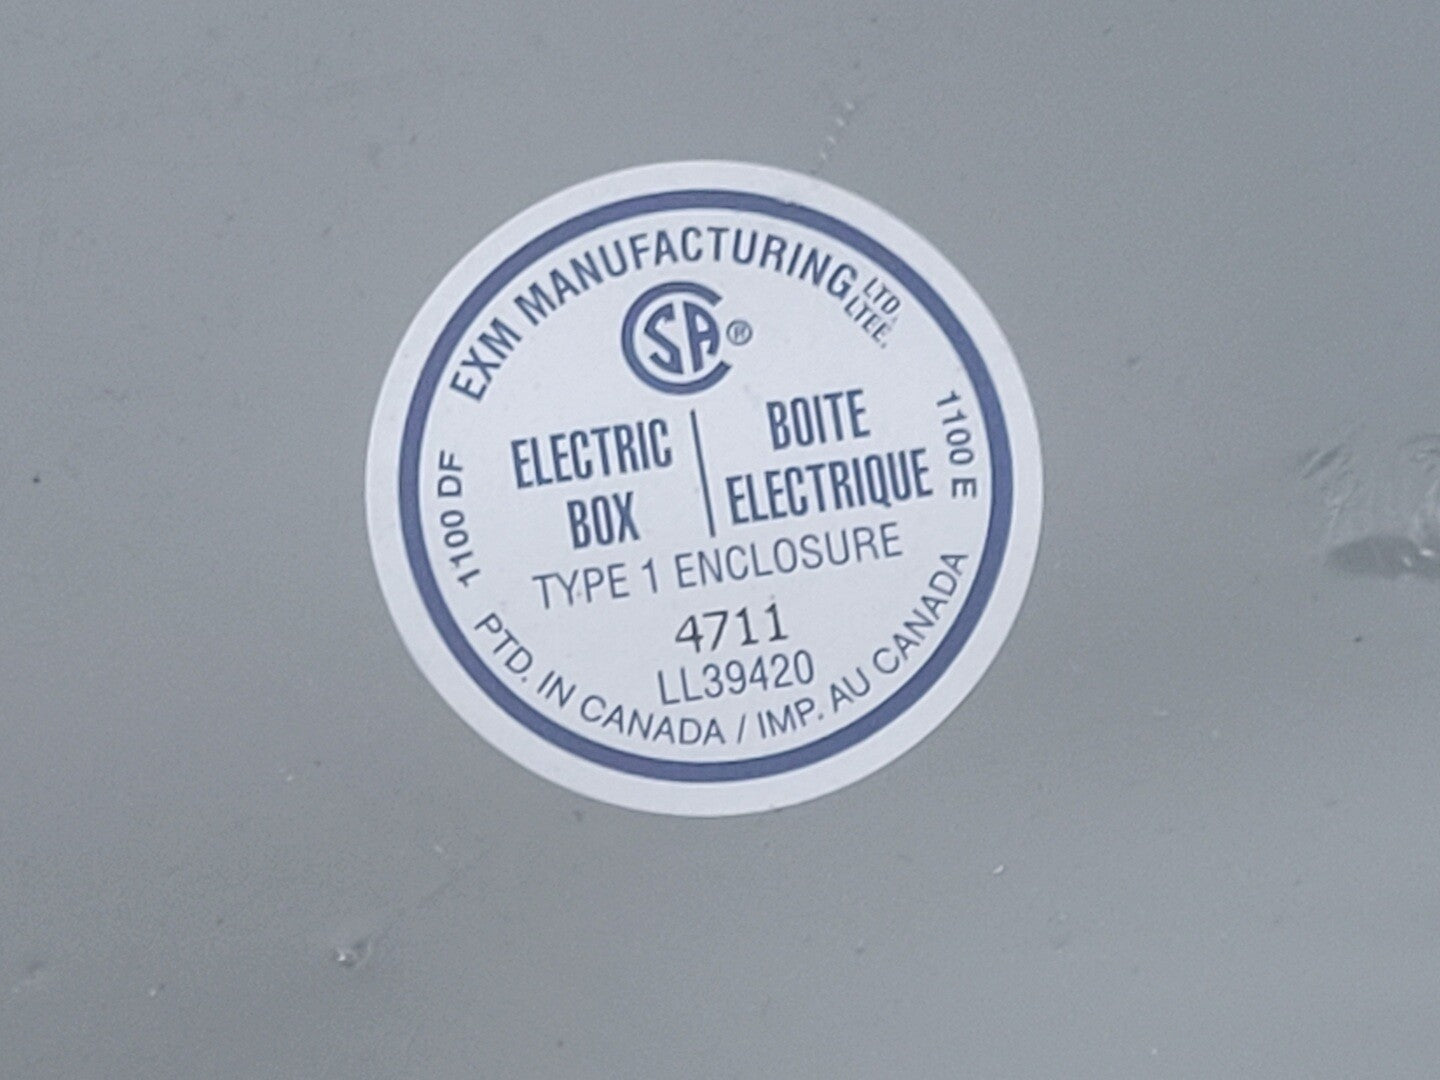 EXM MANUFACTURING LTD.
LTEE.
CSA®
ELECTRIC
BOX
BOITE
ELECTRIQUE
TYPE 1 ENCLOSURE
4711
LL39420
1100 DF
1100 E
PTD. IN CANADA / IMP. AU CANADA